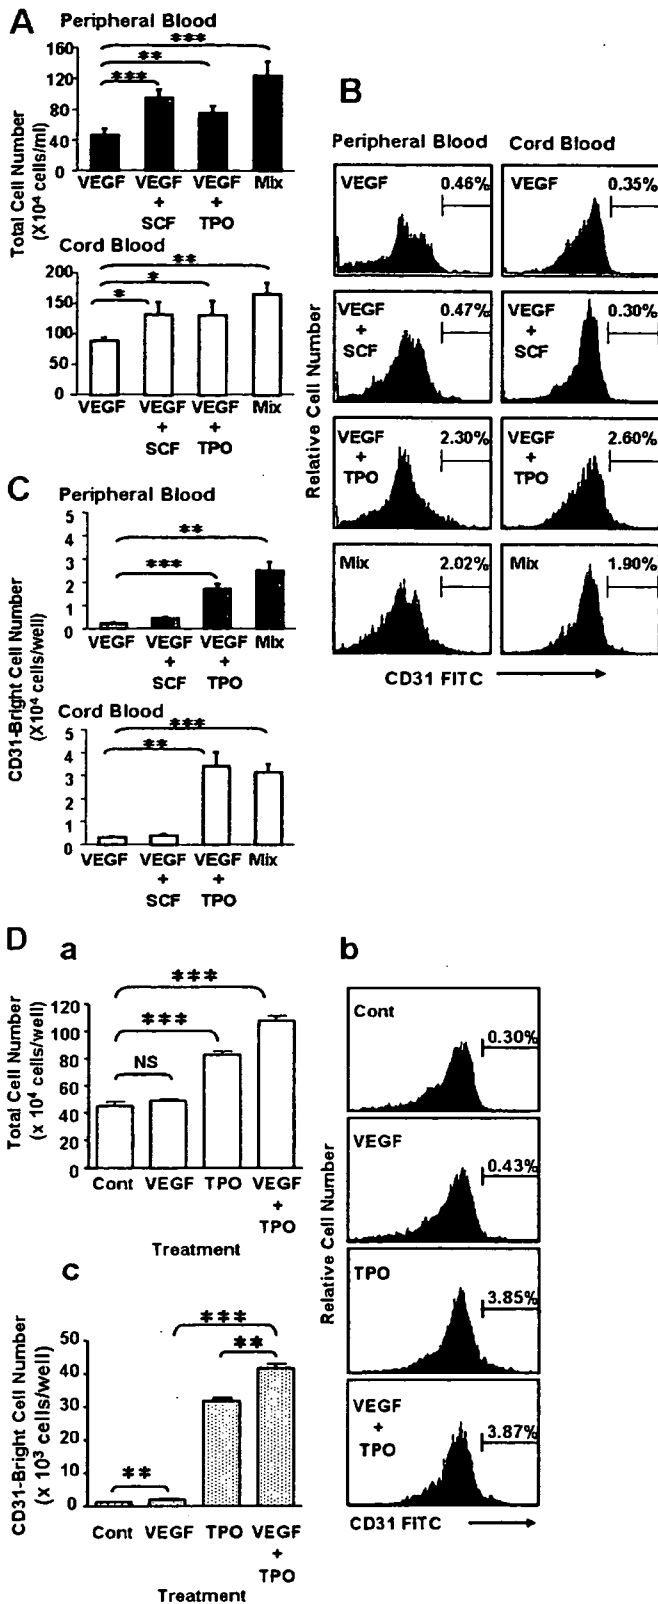 A
Peripheral Blood
***
**
***
Total Cell Number
(X10⁴ cells/ml)
160
120
80
40
0
VEGF
VEGF + SCF
VEGF + TPO
Mix
Cord Blood
**
*
*
200
150
100
50
0
VEGF
VEGF + SCF
VEGF + TPO
Mix
B
Peripheral Blood
Cord Blood
Relative Cell Number
VEGF
0.46%
VEGF
0.35%
VEGF + SCF
0.47%
VEGF + SCF
0.30%
VEGF + TPO
2.30%
VEGF + TPO
2.60%
Mix
2.02%
Mix
1.90%
CD31 FITC
C
Peripheral Blood
**
***
CD31-Bright Cell Number
(X10⁴ cells/well)
5
4
3
2
1
0
VEGF
VEGF + SCF
VEGF + TPO
Mix
Cord Blood
***
**
5
4
3
2
1
0
VEGF
VEGF + SCF
VEGF + TPO
Mix
D
a
***
***
NS
Total Cell Number
(x 10⁴ cells/well)
120
100
80
60
40
20
0
Cont
VEGF
TPO
VEGF + TPO
Treatment
b
Relative Cell Number
Cont
0.30%
VEGF
0.43%
TPO
3.85%
VEGF + TPO
3.87%
CD31 FITC
c
***
**
**
CD31-Bright Cell Number
(x 10³ cells/well)
50
40
30
20
10
0
Cont
VEGF
TPO
VEGF + TPO
Treatment